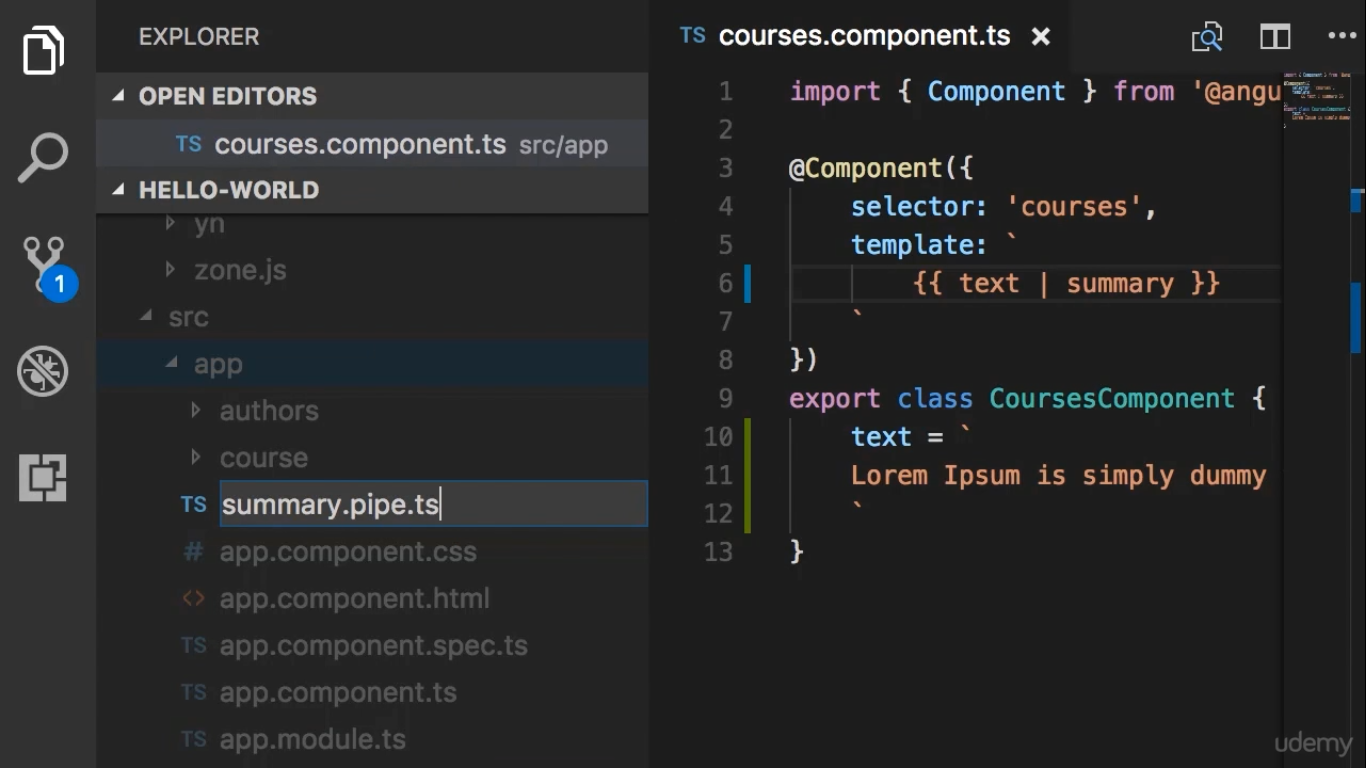 EXPLORER
OPEN EDITORS
TS courses.component.ts src/app
HELLO-WORLD
yn
zone.js
src
app
authors
course
TS summary.pipe.ts
# app.component.css
<> app.component.html
TS app.component.spec.ts
TS app.component.ts
TS app.module.ts
1
TS courses.component.ts ×
1 import { Component } from '@angu
2
3 @Component({
4 selector: 'courses',
5 template: `
6 {{ text | summary }}
7 `
8 })
9 export class CoursesComponent {
10 text = `
11 Lorem Ipsum is simply dummy
12 `
13 }
udemy